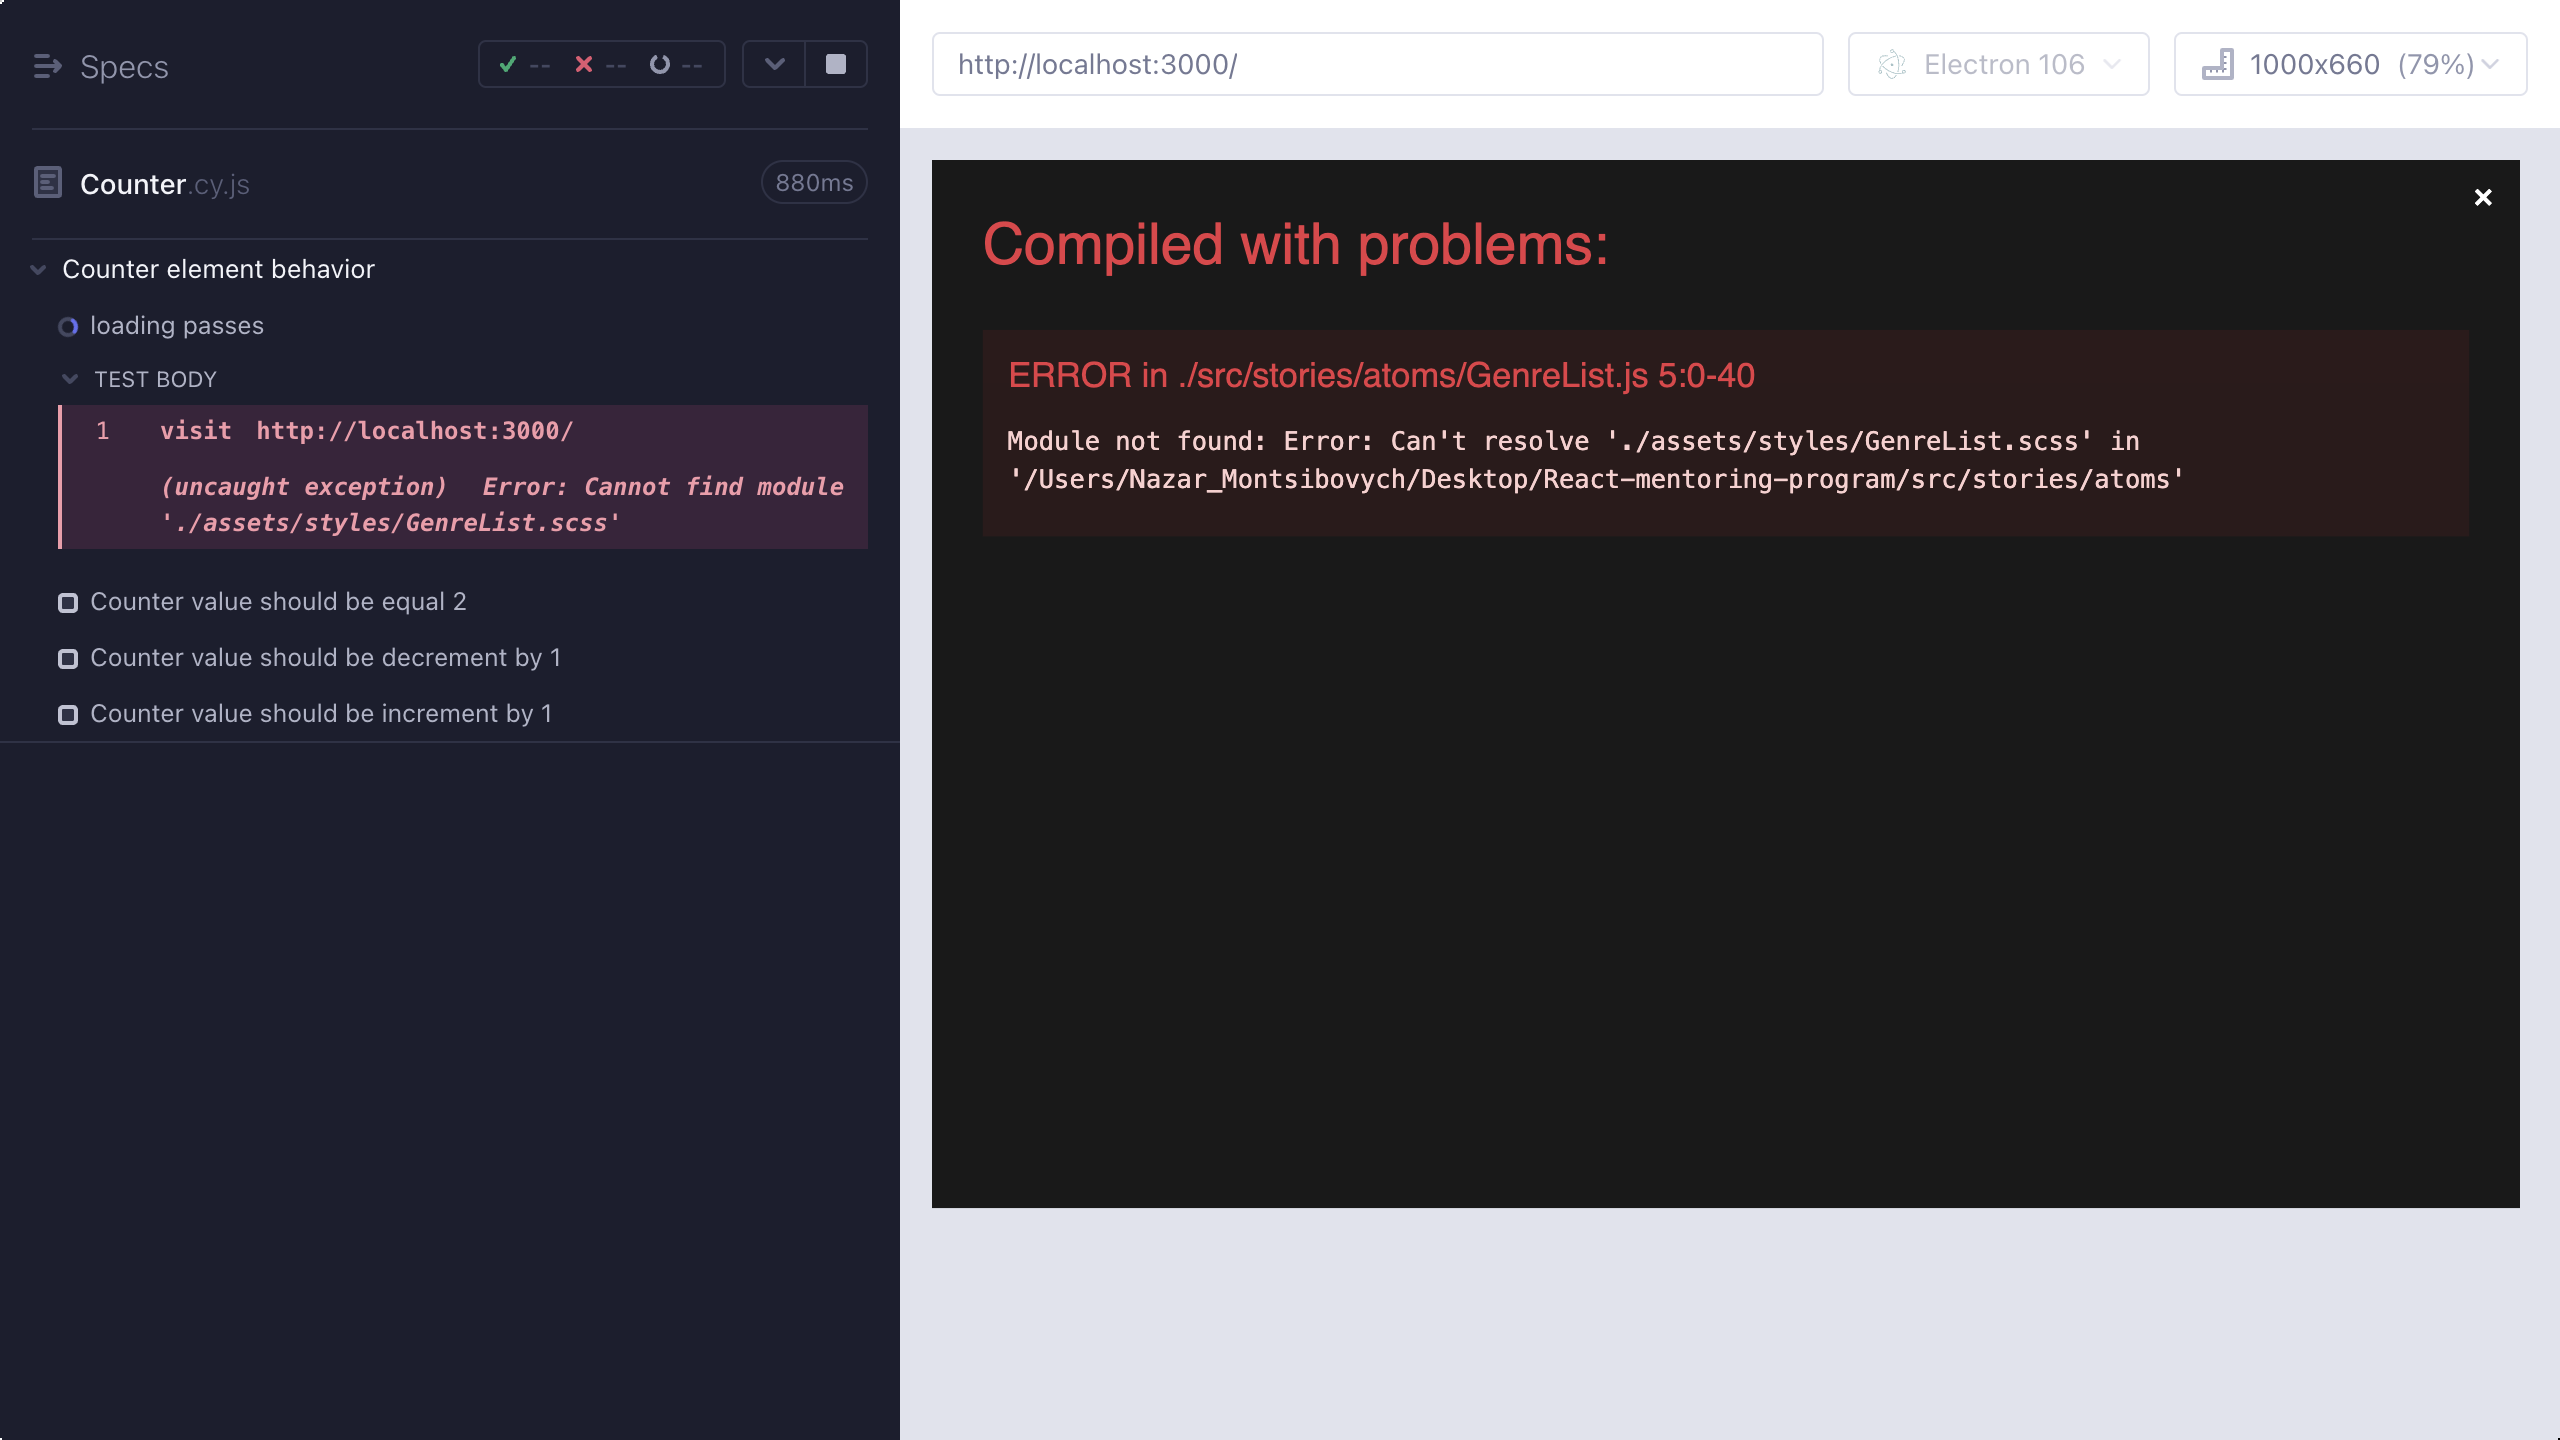 Specs
-- -- --
Counter.cy.js
880ms
Counter element behavior
loading passes
TEST BODY
1 visit http://localhost:3000/
(uncaught exception) Error: Cannot find module
'./assets/styles/GenreList.scss'
Counter value should be equal 2
Counter value should be decrement by 1
Counter value should be increment by 1
http://localhost:3000/
Electron 106
1000x660 (79%)
Compiled with problems:
ERROR in ./src/stories/atoms/GenreList.js 5:0-40
Module not found: Error: Can't resolve './assets/styles/GenreList.scss' in
'/Users/Nazar_Montsibovych/Desktop/React-mentoring-program/src/stories/atoms'